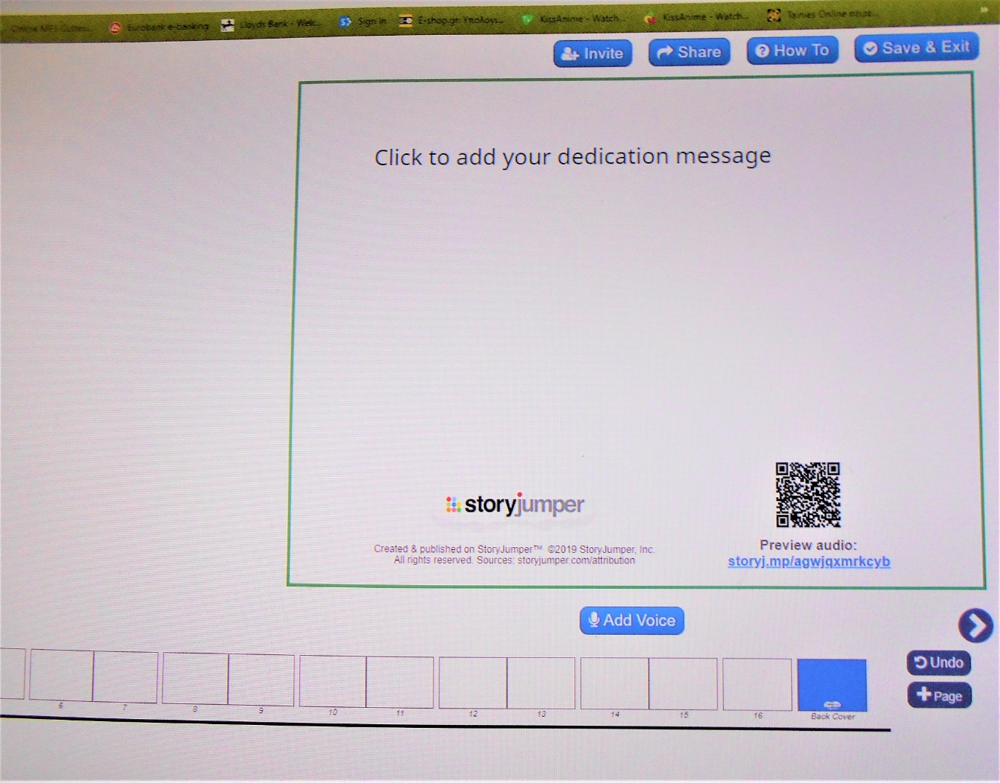 Online MP3 Cutter... Eurobank e-banking Lloyds Bank - Welc... Sign in E-shop.gr: Υπολογι... KissAnime - Watch... KissAnime - Watch... Tainies Online
Invite Share How To Save & Exit
Click to add your dedication message
storyjumper
Created & published on StoryJumper™ ©2019 StoryJumper, Inc.
All rights reserved. Sources: storyjumper.com/attribution
Preview audio:
storyj.mp/agwjqxmrkcyb
Add Voice
Undo
Page
6 7 8 9 10 11 12 13 14 15 16 Back Cover